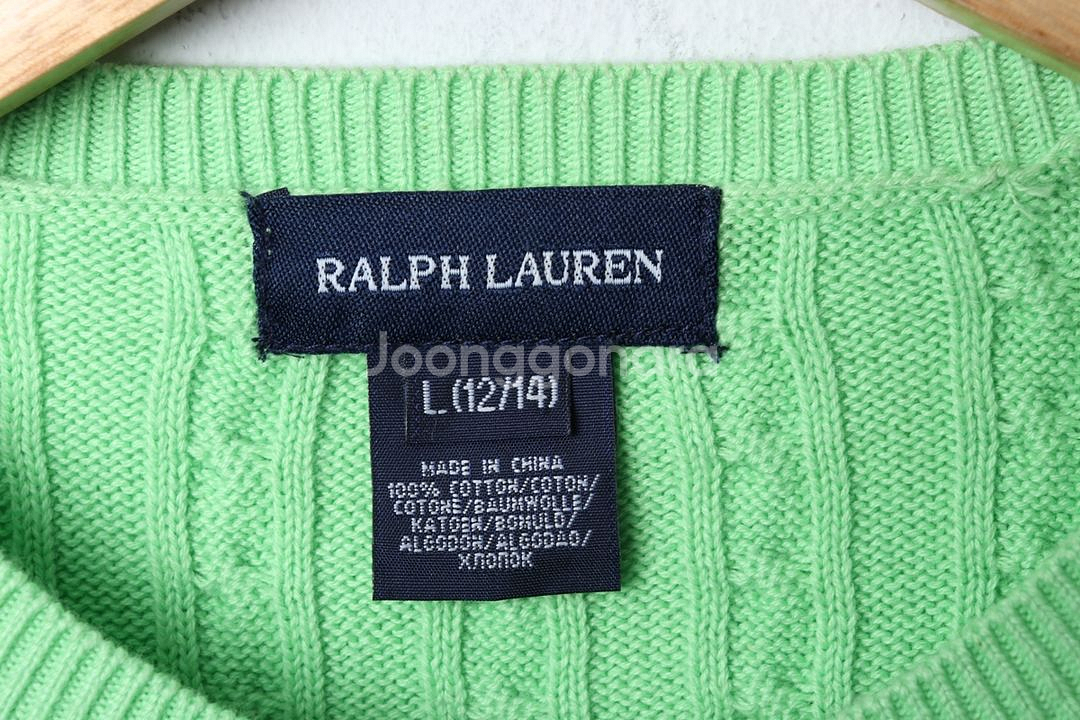 RALPH LAUREN
Joonggonara
L (12/14)
MADE IN CHINA
100% COTTON/COTON/
COTONE/BAUMWOLLE/
KATOEN/BOMULD/
ALGODON/ALGODAO/
ХЛОПОК